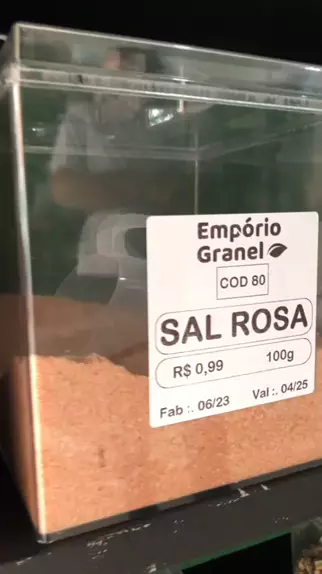 Empório
Granel
COD 80
SAL ROSA
R$ 0,99 100g
Fab :. 06/23 Val :. 04/25